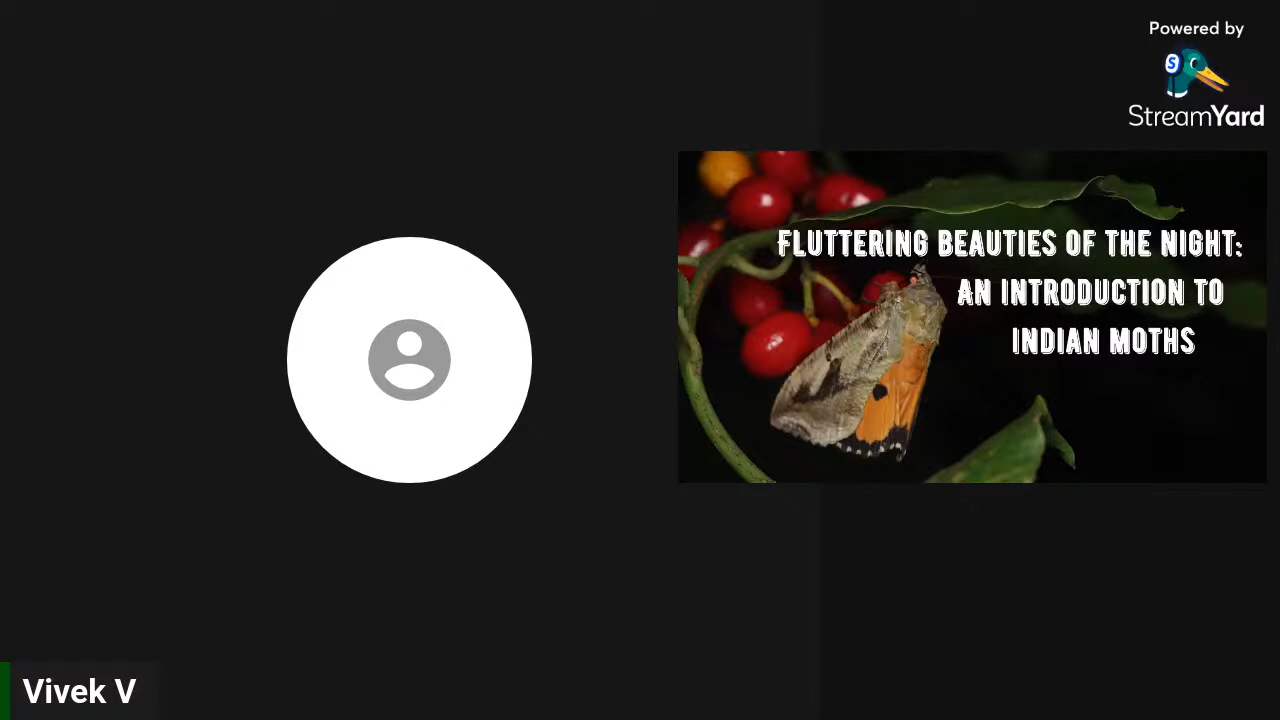 Powered by
S
StreamYard
FLUTTERING BEAUTIES OF THE NIGHT:
AN INTRODUCTION TO
INDIAN MOTHS
Vivek V